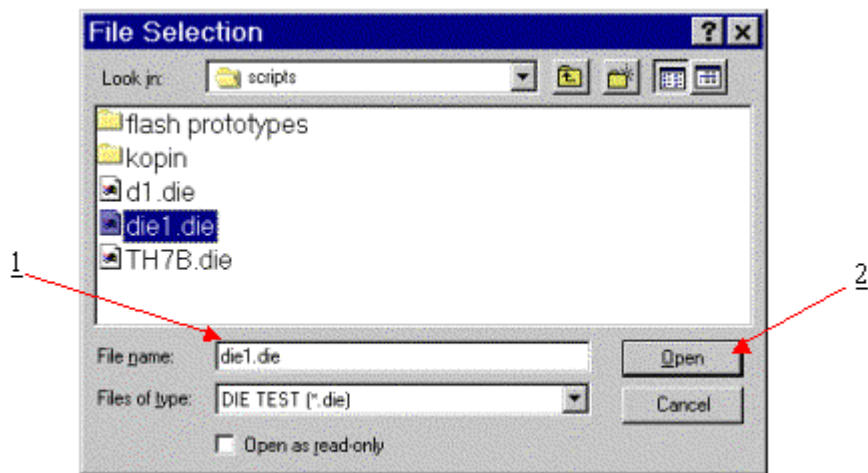 File Selection
Look in: scripts
flash prototypes
kopin
d1.die
die1.die
TH7B.die
1
2
File name: die1.die Open
Files of type: DIE TEST (*.die) Cancel
Open as read-only